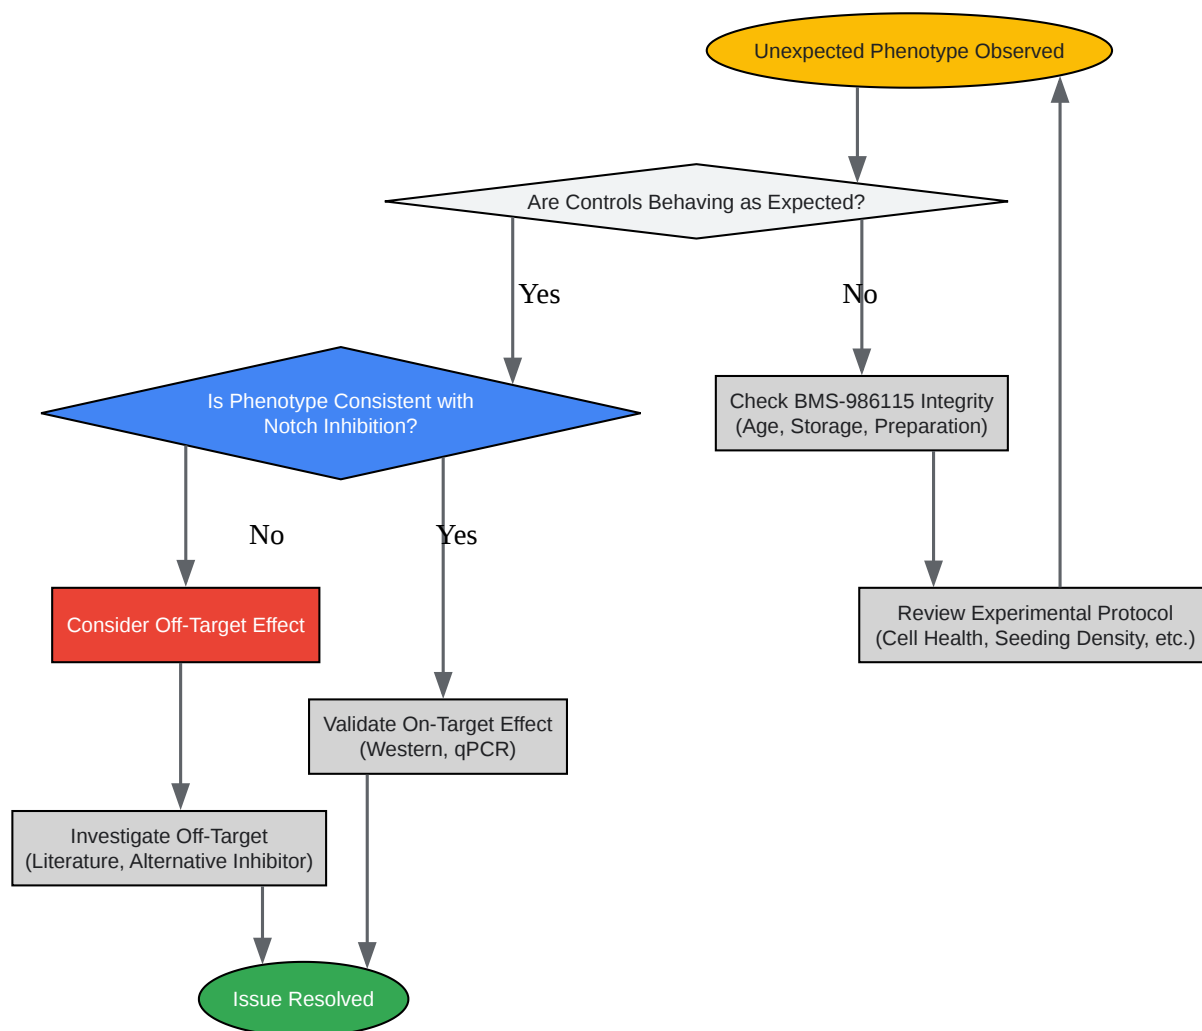 Unexpected Phenotype Observed
Are Controls Behaving as Expected?
Yes
No
Is Phenotype Consistent with
Notch Inhibition?
Check BMS-986115 Integrity
(Age, Storage, Preparation)
No
Yes
Consider Off-Target Effect
Review Experimental Protocol
(Cell Health, Seeding Density, etc.)
Validate On-Target Effect
(Western, qPCR)
Investigate Off-Target
(Literature, Alternative Inhibitor)
Issue Resolved